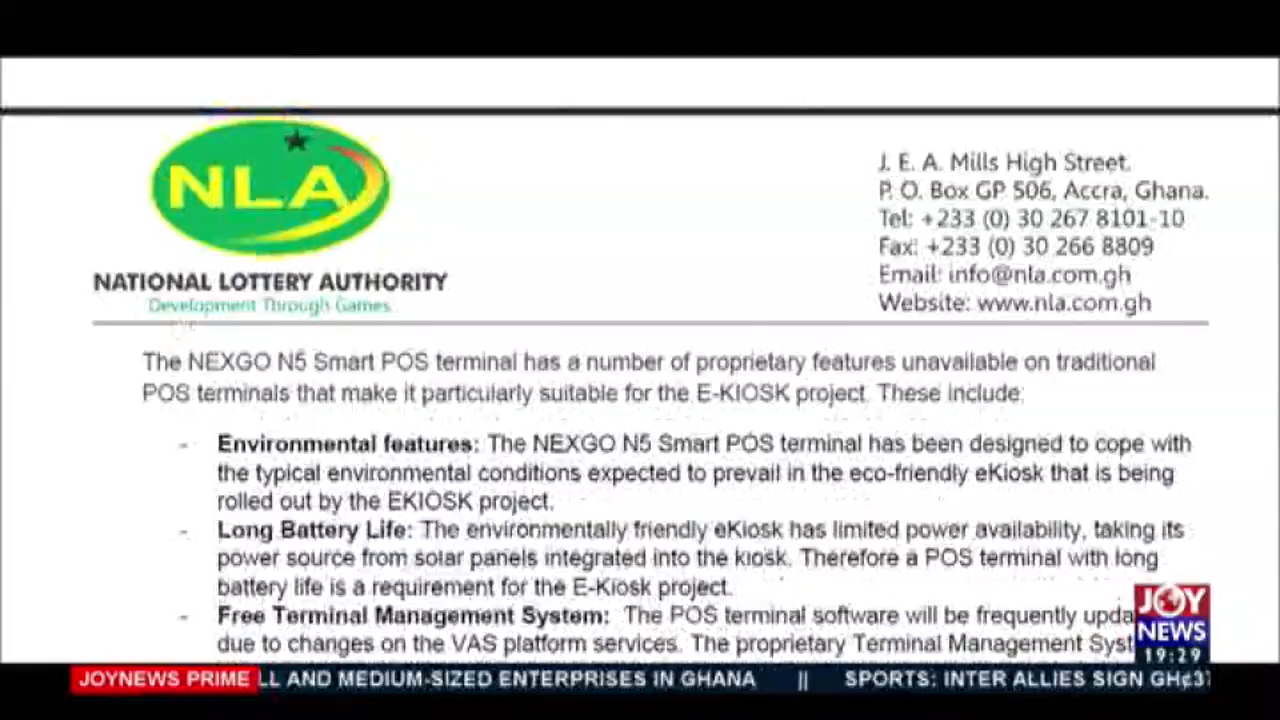 NLA
NATIONAL LOTTERY AUTHORITY
Development Through Games
J. E. A. Mills High Street.
P. O. Box GP 506, Accra, Ghana.
Tel: +233 (0) 30 267 8101-10
Fax: +233 (0) 30 266 8809
Email: info@nla.com.gh
Website: www.nla.com.gh
The NEXGO N5 Smart POS terminal has a number of proprietary features unavailable on traditional
POS terminals that make it particularly suitable for the E-KIOSK project. These include:
- Environmental features: The NEXGO N5 Smart POS terminal has been designed to cope with
the typical environmental conditions expected to prevail in the eco-friendly eKiosk that is being
rolled out by the EKIOSK project.
- Long Battery Life: The environmentally friendly eKiosk has limited power availability, taking its
power source from solar panels integrated into the kiosk. Therefore a POS terminal with long
battery life is a requirement for the E-Kiosk project.
- Free Terminal Management System: The POS terminal software will be frequently upda
due to changes on the VAS platform services. The proprietary Terminal Management Syst
JOY
NEWS
19:29
JOYNEWS PRIME LL AND MEDIUM-SIZED ENTERPRISES IN GHANA || SPORTS: INTER ALLIES SIGN GH¢37